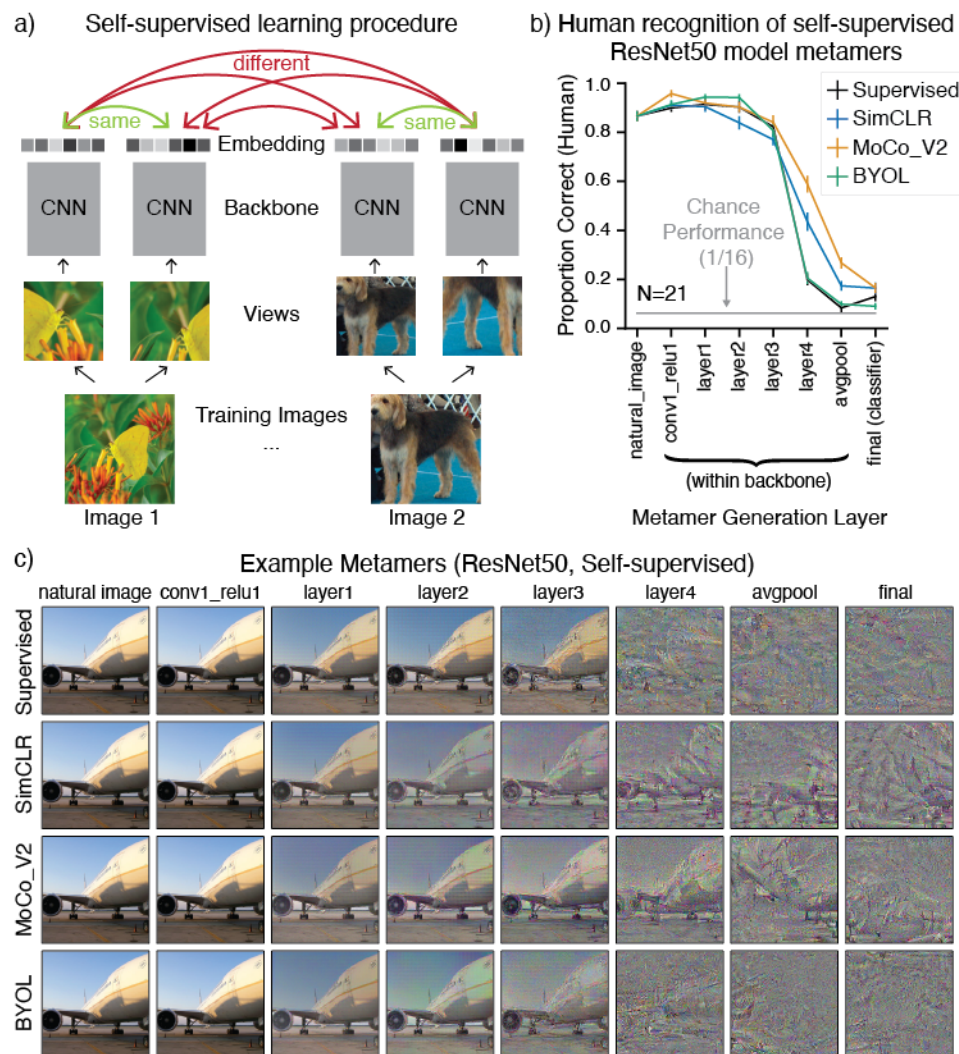 a) Self-supervised learning procedure
different
same
same
Embedding
CNN
CNN
Backbone
CNN
CNN
Views
Training Images
...
Image 1
Image 2
b) Human recognition of self-supervised
ResNet50 model metamers
Proportion Correct (Human)
1.0
0.8
0.6
0.4
0.2
0.0
Supervised
SimCLR
MoCo_V2
BYOL
Chance
Performance
(1/16)
N=21
natural_image
conv1_relu1
layer1
layer2
layer3
layer4
avgpool
final (classifier)
(within backbone)
Metamer Generation Layer
c) Example Metamers (ResNet50, Self-supervised)
natural image conv1_relu1 layer1 layer2 layer3 layer4 avgpool final
Supervised
SimCLR
MoCo_V2
BYOL